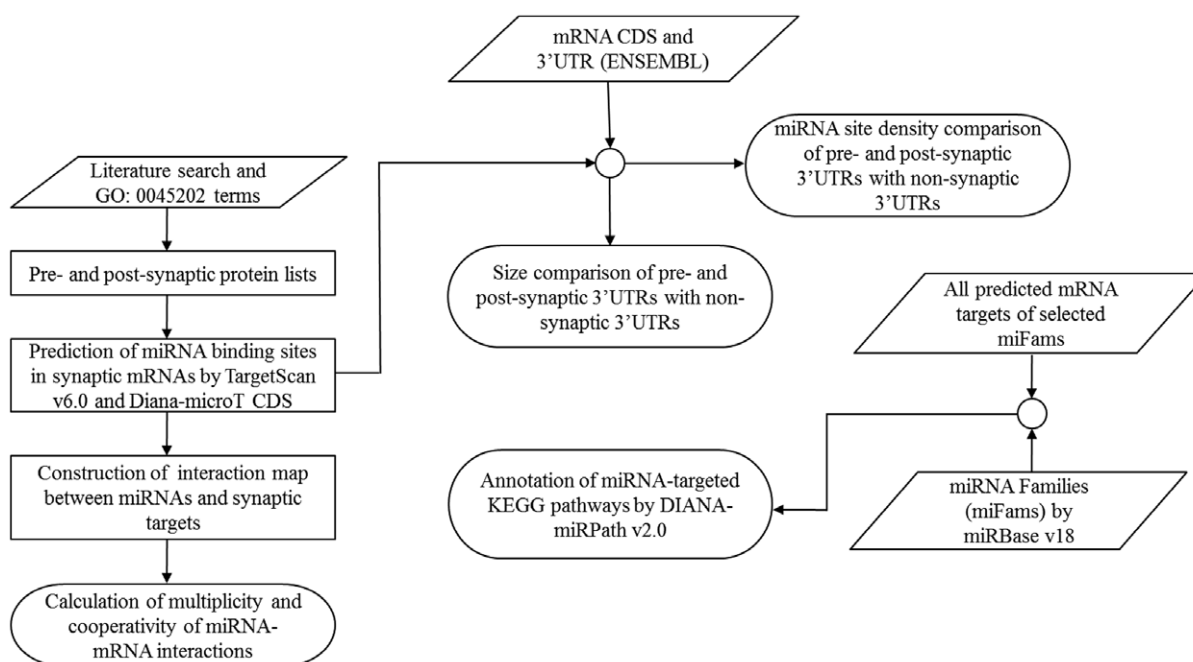 mRNA CDS and
3’UTR (ENSEMBL)
miRNA site density comparison
of pre- and post-synaptic
3’UTRs with non-synaptic
3’UTRs
Literature search and
GO: 0045202 terms
Pre- and post-synaptic protein lists
Size comparison of pre- and
post-synaptic 3’UTRs with non-
synaptic 3’UTRs
All predicted mRNA
targets of selected
miFams
Prediction of miRNA binding sites
in synaptic mRNAs by TargetScan
v6.0 and Diana-microT CDS
Construction of interaction map
between miRNAs and synaptic
targets
Annotation of miRNA-targeted
KEGG pathways by DIANA-
miRPath v2.0
miRNA Families
(miFams) by
miRBase v18
Calculation of multiplicity and
cooperativity of miRNA-
mRNA interactions